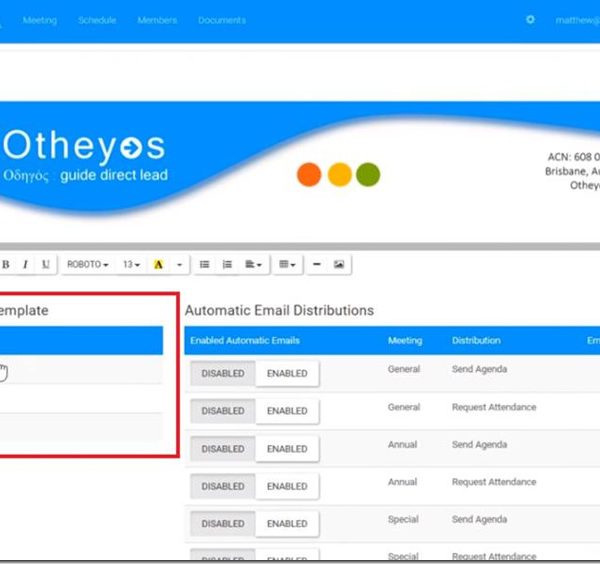 Meeting Schedule Members Documents matthew@
Otheyos
Οδηγός : guide direct lead
ACN: 608 0
Brisbane, Au
Othey
B I U ROBOTO 13 A
emplate
Automatic Email Distributions
Enabled Automatic Emails Meeting Distribution Em
DISABLED ENABLED General Send Agenda
DISABLED ENABLED General Request Attendance
DISABLED ENABLED Annual Send Agenda
DISABLED ENABLED Annual Request Attendance
DISABLED ENABLED Special Send Agenda
DISABLED ENABLED Special Request Attendance